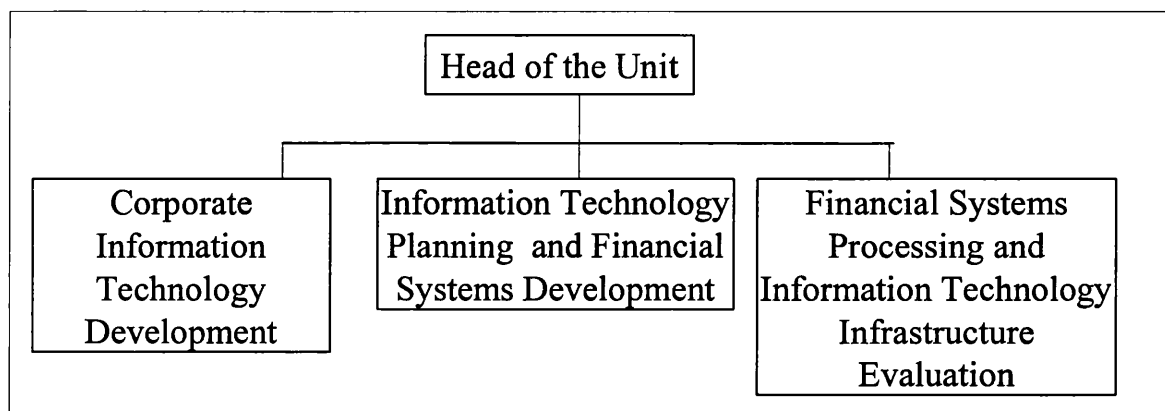 Head of the Unit
Corporate
Information
Technology
Development
Information Technology
Planning and Financial
Systems Development
Financial Systems
Processing and
Information Technology
Infrastructure
Evaluation